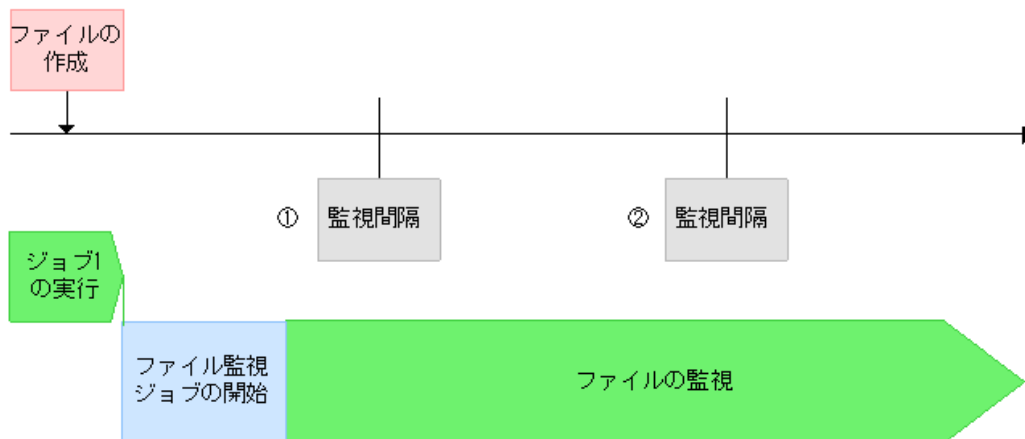 ファイルの
作成
① 監視間隔
② 監視間隔
ジョブ1
の実行
ファイル監視
ジョブの開始
ファイルの監視